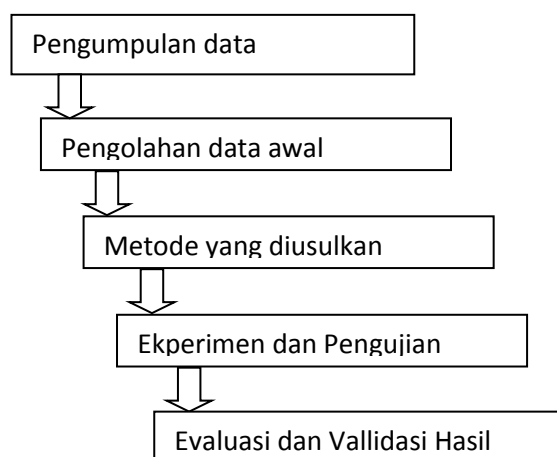 Pengumpulan data
Pengolahan data awal
Metode yang diusulkan
Ekperimen dan Pengujian
Evaluasi dan Vallidasi Hasil